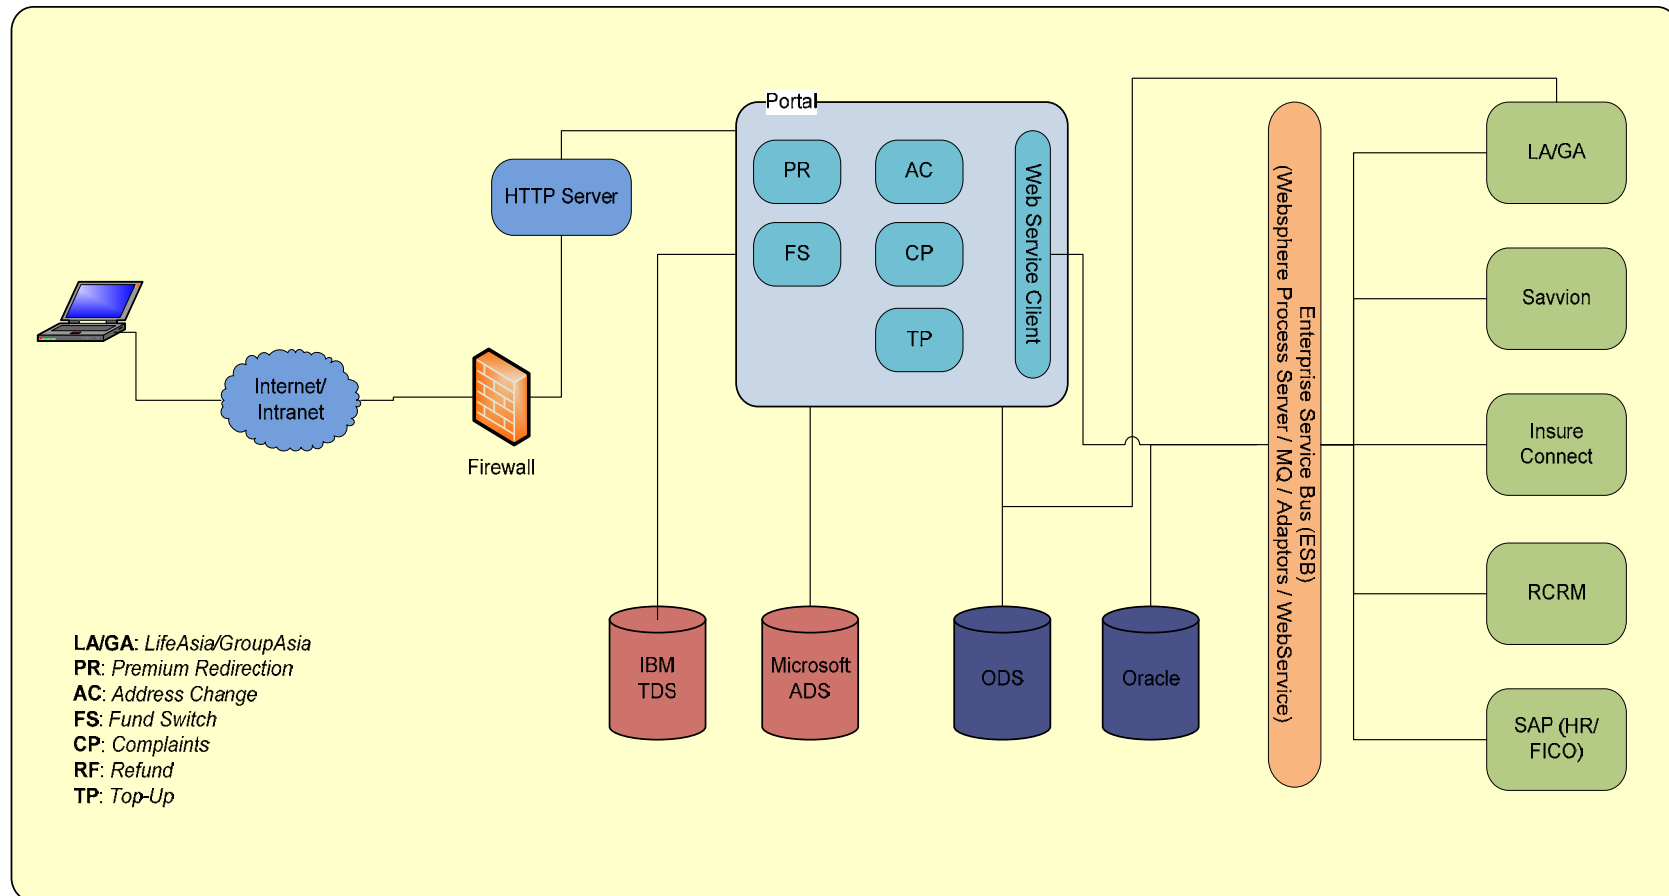 Portal
PR
AC
FS
CP
TP
Web Service Client
HTTP Server
Internet/
Intranet
Firewall
IBM
TDS
Microsoft
ADS
ODS
Oracle
Enterprise Service Bus (ESB)
(Websphere Process Server / MQ / Adaptors / WebService)
LA/GA
Savvion
Insure
Connect
RCRM
SAP (HR/
FICO)
LA/GA: LifeAsia/GroupAsia
PR: Premium Redirection
AC: Address Change
FS: Fund Switch
CP: Complaints
RF: Refund
TP: Top-Up